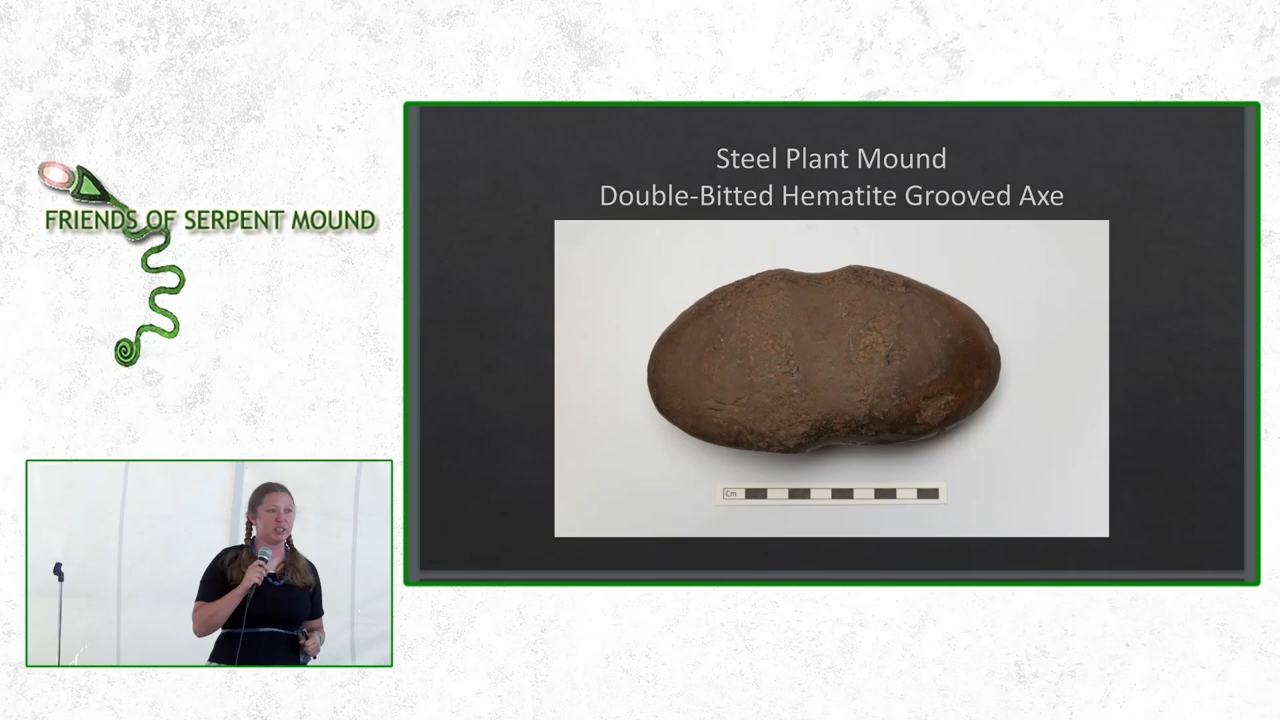 FRIENDS OF SERPENT MOUND
Steel Plant Mound
Double-Bitted Hematite Grooved Axe
Cm